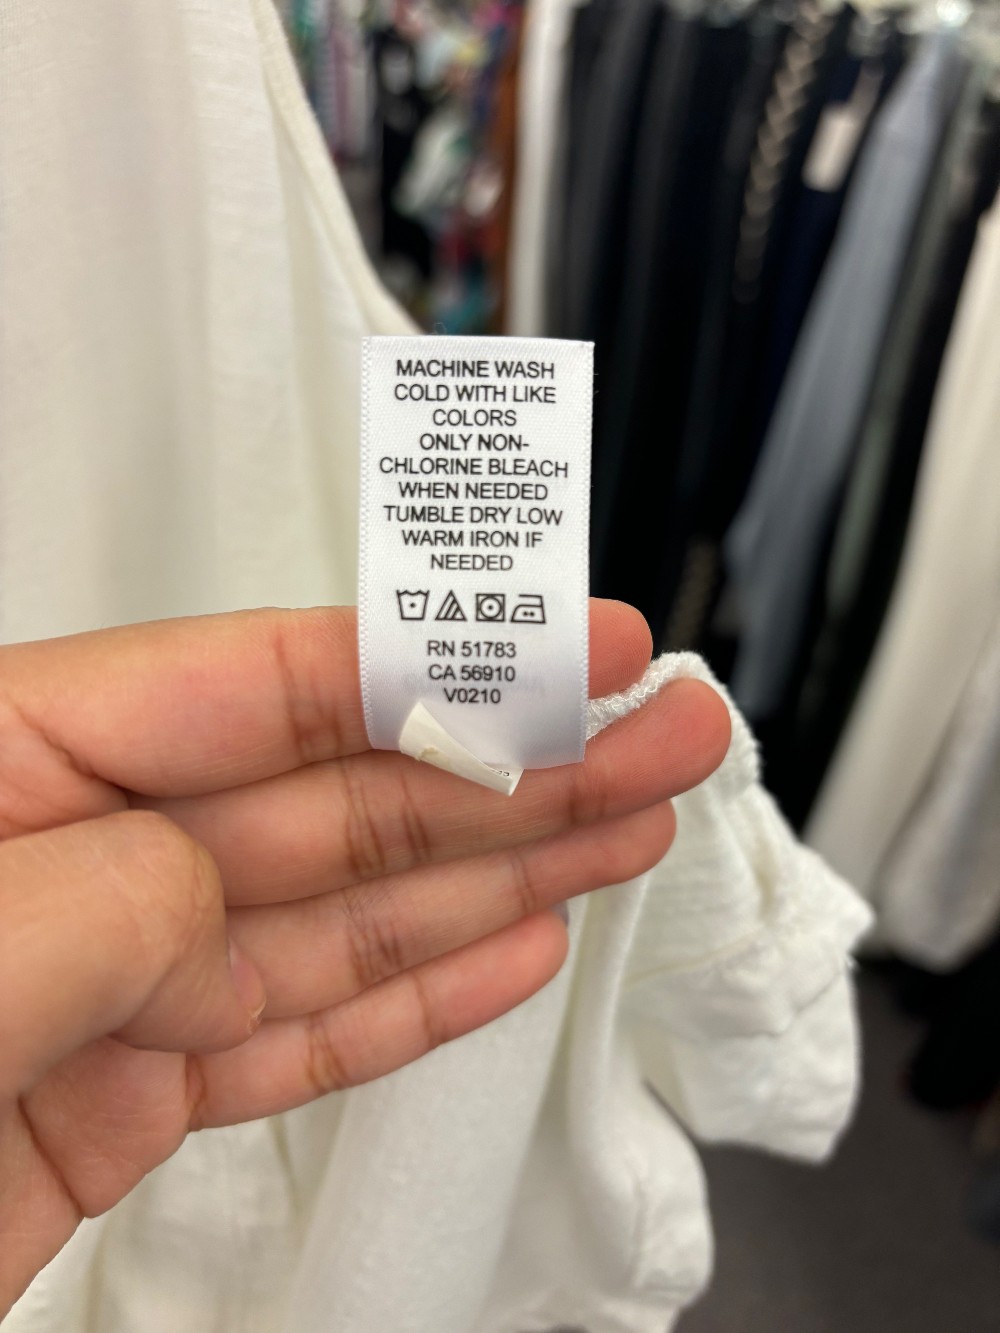 MACHINE WASH
COLD WITH LIKE
COLORS
ONLY NON-
CHLORINE BLEACH
WHEN NEEDED
TUMBLE DRY LOW
WARM IRON IF
NEEDED
RN 51783
CA 56910
V0210